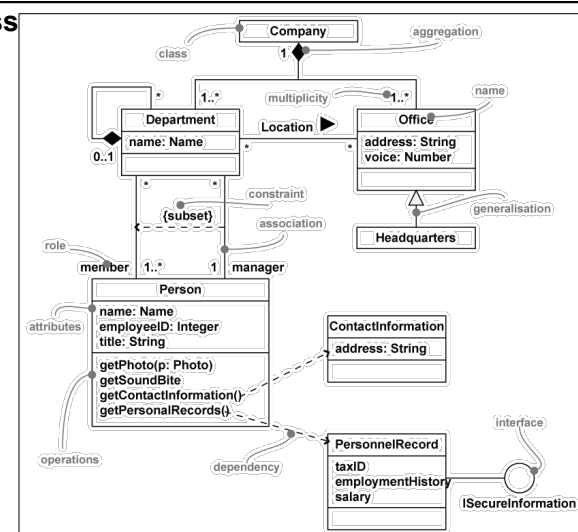 ss
Company
aggregation
class
1
1..*
multiplicity
1..*
name
*
Department
Location
Office
name: Name
address: String
voice: Number
0..1
*
*
*
*
constraint
{subset}
generalisation
association
Headquarters
role
member
1..*
1
manager
Person
attributes
name: Name
employeeID: Integer
title: String
ContactInformation
address: String
getPhoto(p: Photo)
getSoundBite
getContactInformation()
getPersonalRecords()
interface
operations
dependency
PersonnelRecord
taxID
employmentHistory
salary
ISecureInformation